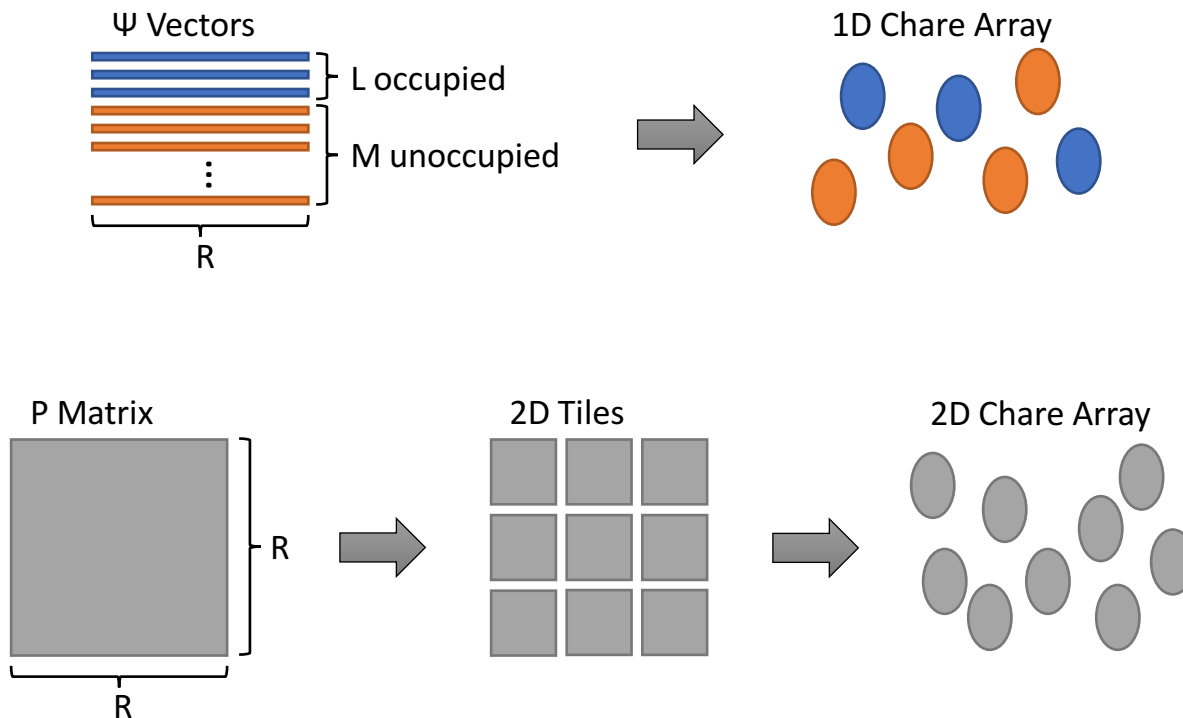 Ψ Vectors
1D Chare Array
L occupied
M unoccupied
R
P Matrix
2D Tiles
2D Chare Array
R
R